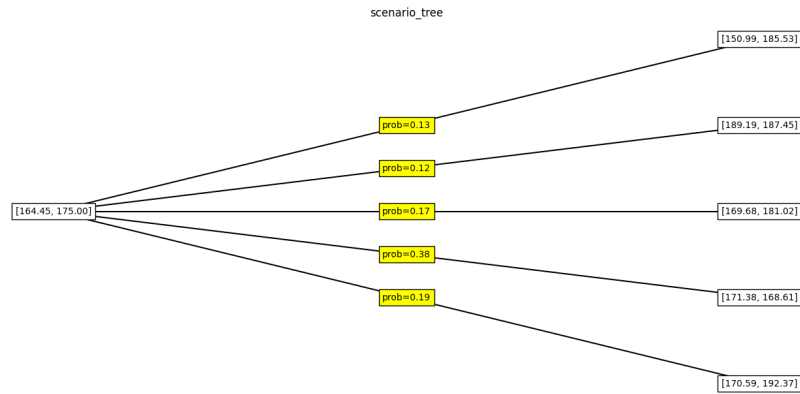 scenario_tree
[150.99, 185.53]
prob=0.13
[189.19, 187.45]
prob=0.12
[164.45, 175.00]
prob=0.17
[169.68, 181.02]
prob=0.38
[171.38, 168.61]
prob=0.19
[170.59, 192.37]